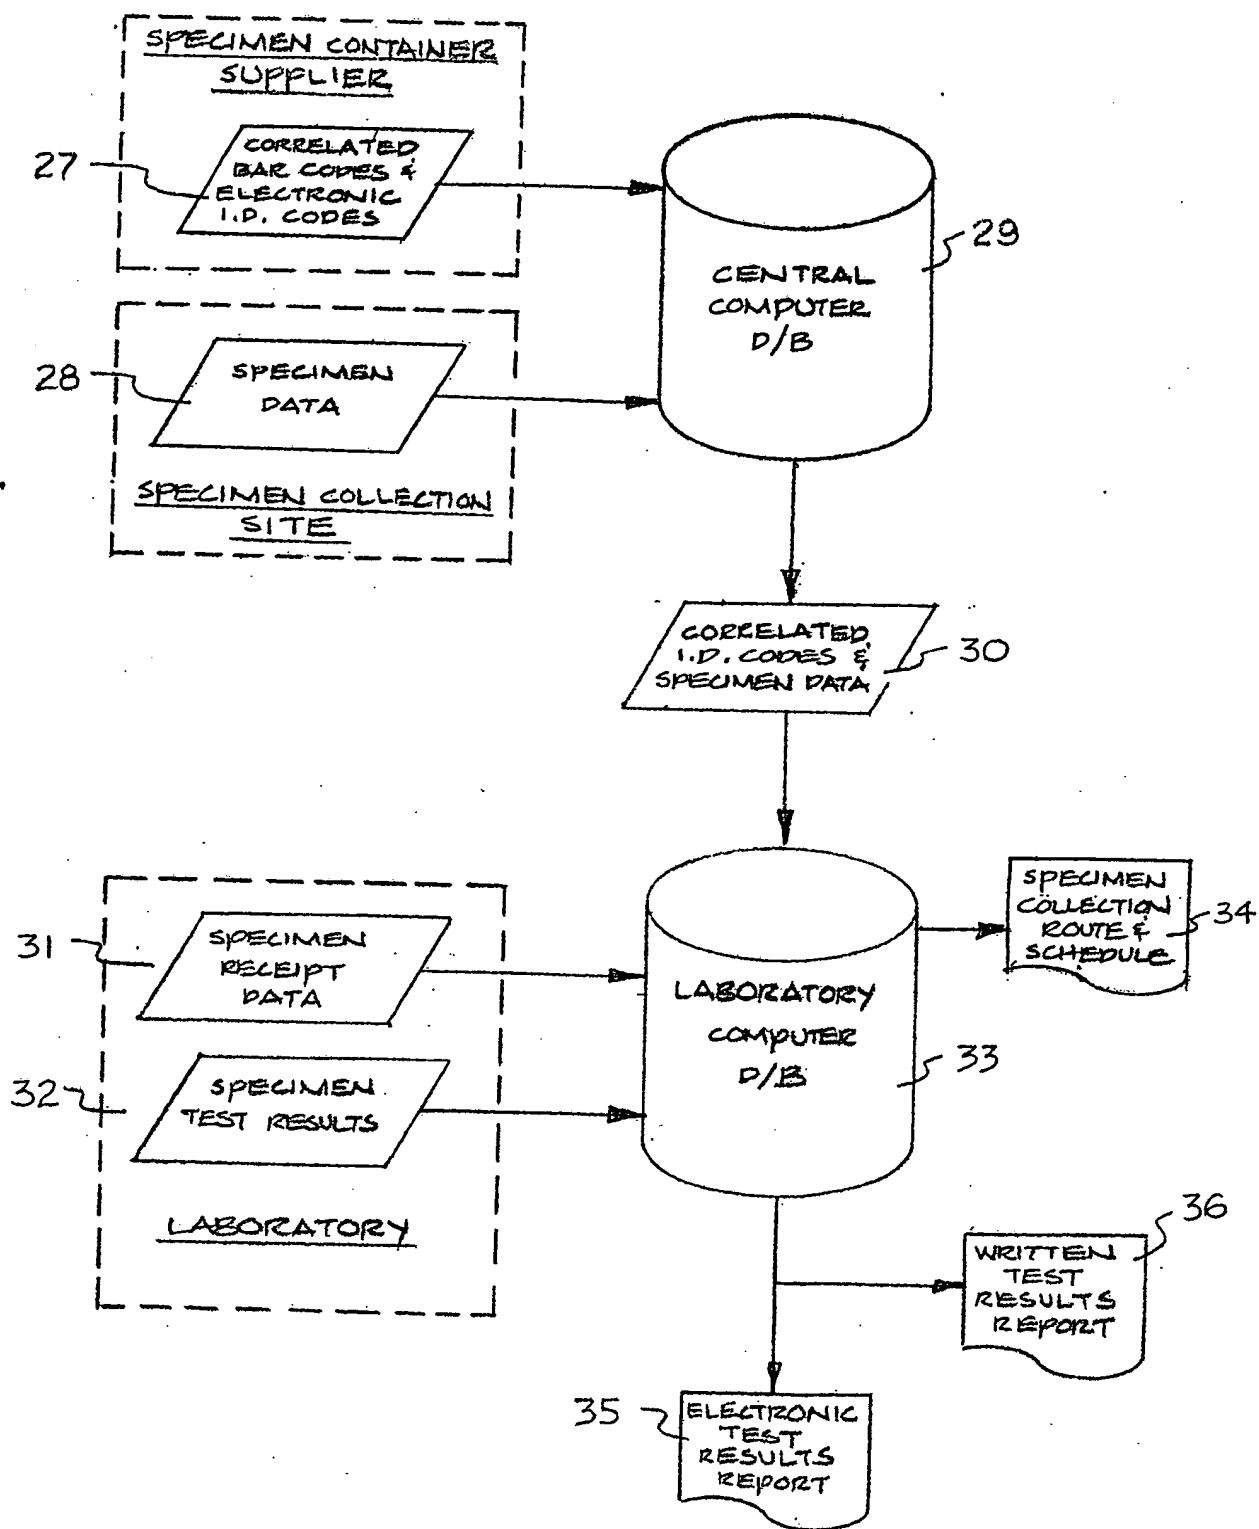 SPECIMEN CONTAINER
SUPPLIER
27
CORRELATED
BAR CODES &
ELECTRONIC
I.D. CODES
29
CENTRAL
COMPUTER
D/B
28
SPECIMEN
DATA
SPECIMEN COLLECTION
SITE
CORRELATED
I.D. CODES &
SPECIMEN DATA
30
31
SPECIMEN
RECEIPT
DATA
LABORATORY
COMPUTER
D/B
33
SPECIMEN
COLLECTION
ROUTE &
SCHEDULE
34
32
SPECIMEN
TEST RESULTS
LABORATORY
36
WRITTEN
TEST
RESULTS
REPORT
35
ELECTRONIC
TEST
RESULTS
REPORT